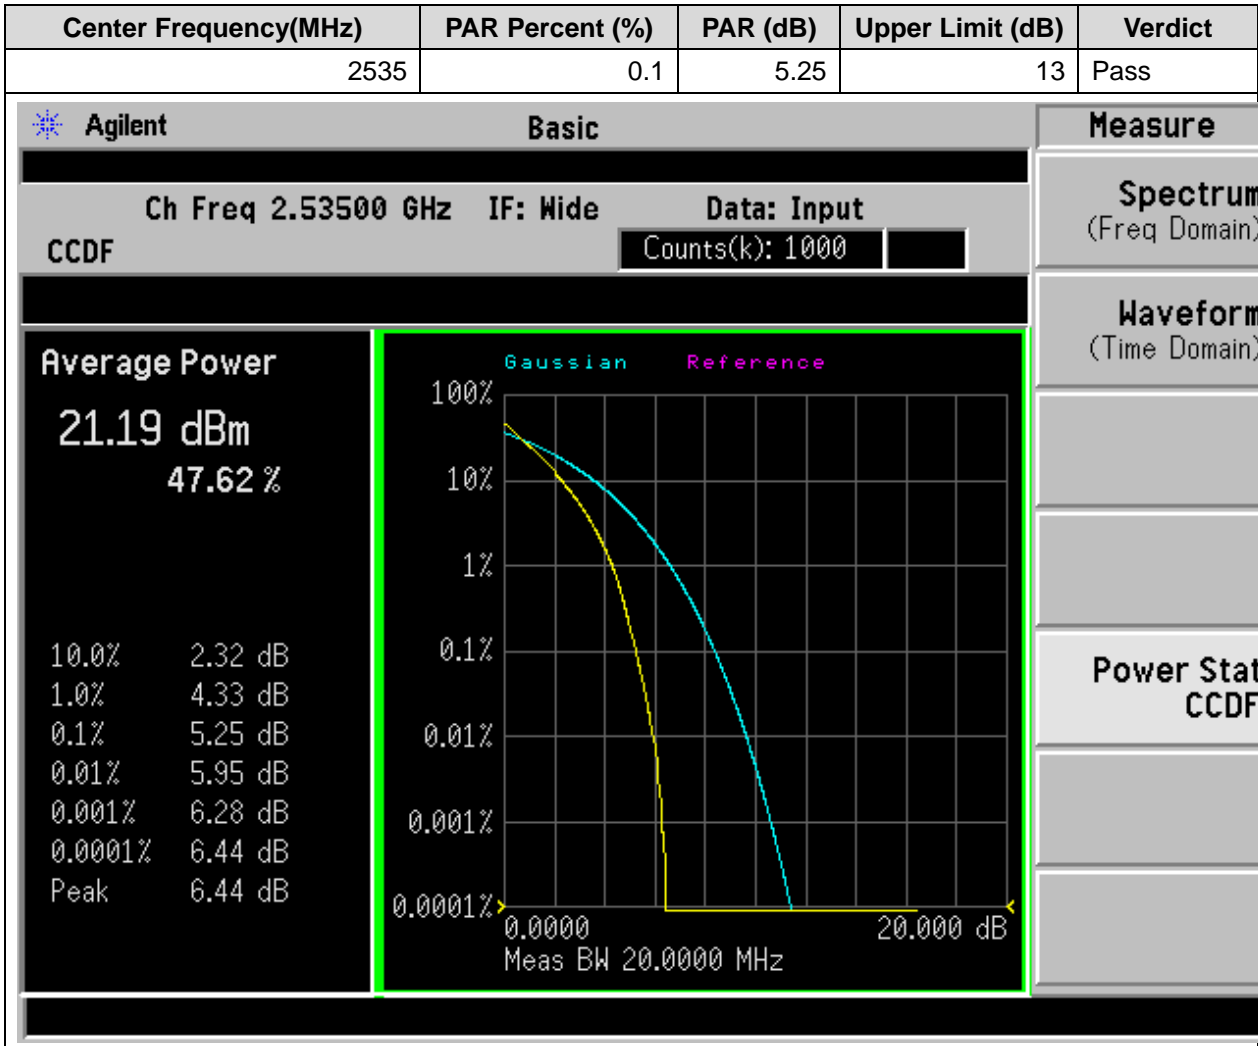 Center Frequency(MHz) PAR Percent (%) PAR (dB) Upper Limit (dB) Verdict
2535 0.1 5.25 13 Pass
Agilent Basic Measure
Ch Freq 2.53500 GHz IF: Wide Data: Input
CCDF Counts(k): 1000
Spectrum
(Freq Domain)
Waveform
(Time Domain)
Power Stat
CCDF
Average Power
21.19 dBm
47.62 %
10.0% 2.32 dB
1.0% 4.33 dB
0.1% 5.25 dB
0.01% 5.95 dB
0.001% 6.28 dB
0.0001% 6.44 dB
Peak 6.44 dB
Gaussian Reference
100%
10%
1%
0.1%
0.01%
0.001%
0.0001%
0.0000 20.000 dB
Meas BW 20.0000 MHz